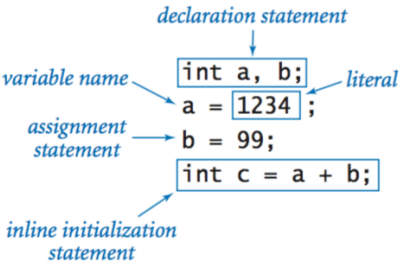 declaration statement
int a, b;
variable name
literal
a = 1234 ;
assignment
statement
b = 99;
int c = a + b;
inline initialization
statement